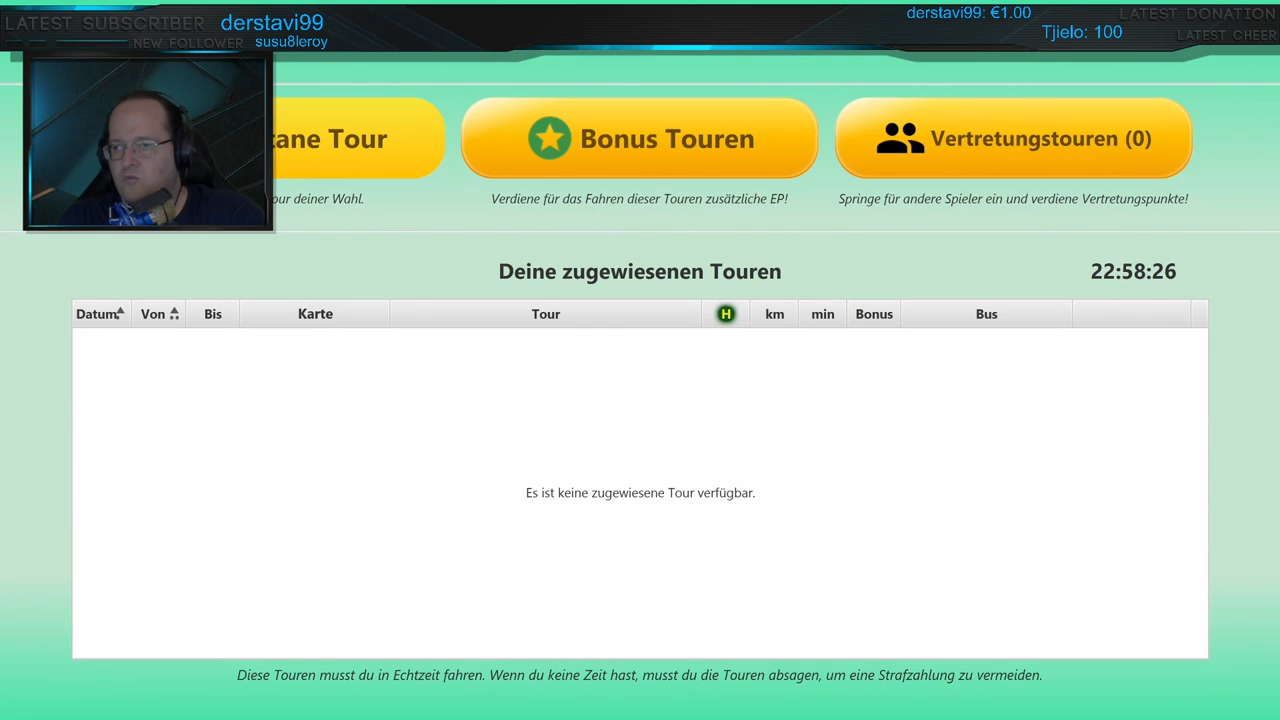 LATEST SUBSCRIBER derstavi99
NEW FOLLOWER susu8leroy
derstavi99: €1.00 LATEST DONATION
Tjielo: 100 LATEST CHEER
tane Tour
Bonus Touren
Vertretungstouren (0)
our deiner Wahl.
Verdiene für das Fahren dieser Touren zusätzliche EP!
Springe für andere Spieler ein und verdiene Vertretungspunkte!
Deine zugewiesenen Touren
22:58:26
Datum Von Bis Karte Tour H km min Bonus Bus
Es ist keine zugewiesene Tour verfügbar.
Diese Touren musst du in Echtzeit fahren. Wenn du keine Zeit hast, musst du die Touren absagen, um eine Strafzahlung zu vermeiden.